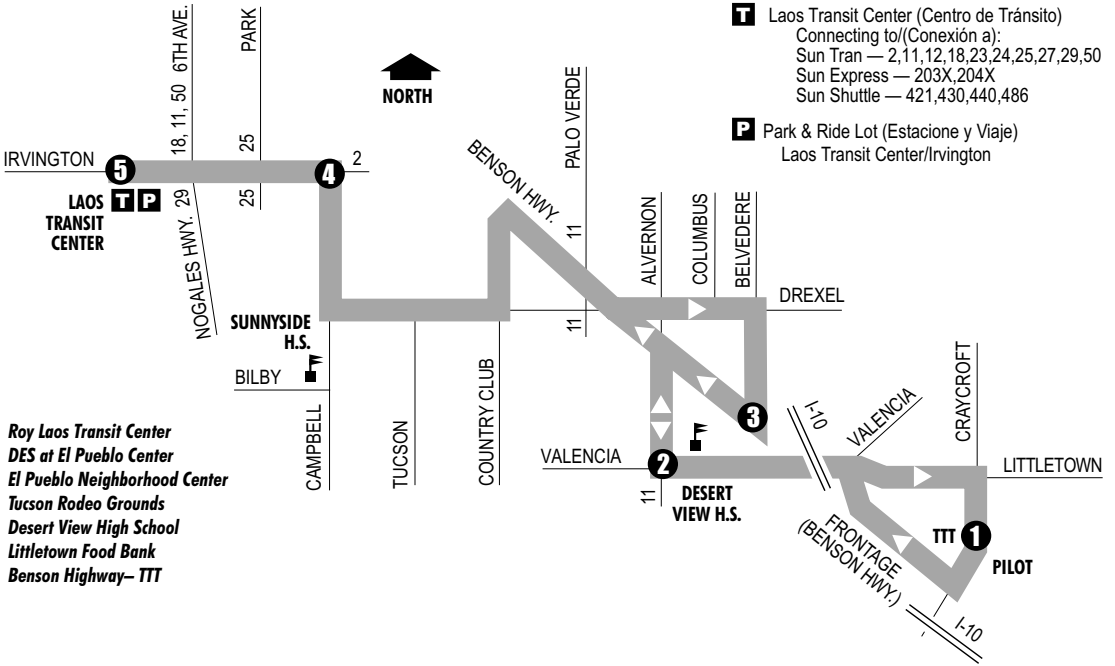 T Laos Transit Center (Centro de Tránsito)
Connecting to/(Conexión a):
Sun Tran — 2,11,12,18,23,24,25,27,29,50
Sun Express — 203X,204X
Sun Shuttle — 421,430,440,486
P Park & Ride Lot (Estacione y Viaje)
Laos Transit Center/Irvington
NORTH
18, 11, 50 6TH AVE.
PARK
25
25
IRVINGTON
5
4
2
LAOS
TRANSIT
CENTER
T P
29
NOGALES HWY.
BENSON HWY.
PALO VERDE
11
11
ALVERNON
COLUMBUS
BELVEDERE
DREXEL
SUNNYSIDE
H.S.
BILBY
CAMPBELL
TUCSON
COUNTRY CLUB
3
VALENCIA
2
11
DESERT
VIEW H.S.
I-10
VALENCIA
CRAYCROFT
LITTLETOWN
TTT
1
PILOT
FRONTAGE
(BENSON HWY.)
I-10
Roy Laos Transit Center
DES at El Pueblo Center
El Pueblo Neighborhood Center
Tucson Rodeo Grounds
Desert View High School
Littletown Food Bank
Benson Highway– TTT